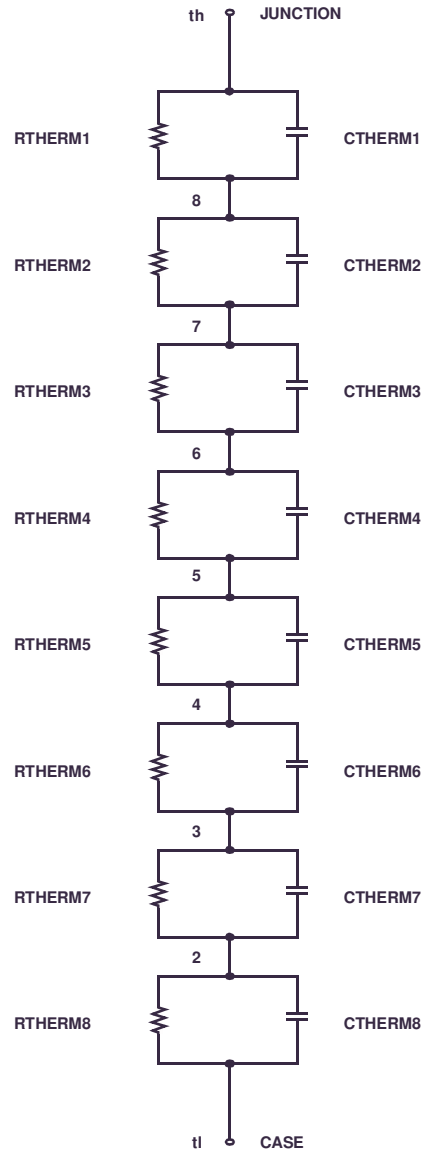 th JUNCTION
RTHERM1 CTHERM1
8
RTHERM2 CTHERM2
7
RTHERM3 CTHERM3
6
RTHERM4 CTHERM4
5
RTHERM5 CTHERM5
4
RTHERM6 CTHERM6
3
RTHERM7 CTHERM7
2
RTHERM8 CTHERM8
tl CASE